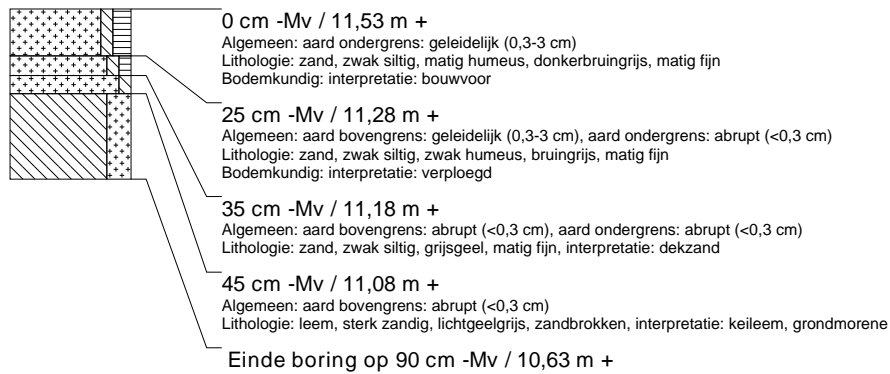 0 cm -Mv / 11,53 m +
Algemeen: aard ondergrens: geleidelijk (0,3-3 cm)
Lithologie: zand, zwak siltig, matig humeus, donkerbruingrijs, matig fijn
Bodemkundig: interpretatie: bouwvoor
25 cm -Mv / 11,28 m +
Algemeen: aard bovengrens: geleidelijk (0,3-3 cm), aard ondergrens: abrupt (<0,3 cm)
Lithologie: zand, zwak siltig, zwak humeus, bruingrijs, matig fijn
Bodemkundig: interpretatie: verploegd
35 cm -Mv / 11,18 m +
Algemeen: aard bovengrens: abrupt (<0,3 cm), aard ondergrens: abrupt (<0,3 cm)
Lithologie: zand, zwak siltig, grijsgeel, matig fijn, interpretatie: dekzand
45 cm -Mv / 11,08 m +
Algemeen: aard bovengrens: abrupt (<0,3 cm)
Lithologie: leem, sterk zandig, lichtgeelgrijs, zandbrokken, interpretatie: keileem, grondmorene
Einde boring op 90 cm -Mv / 10,63 m +